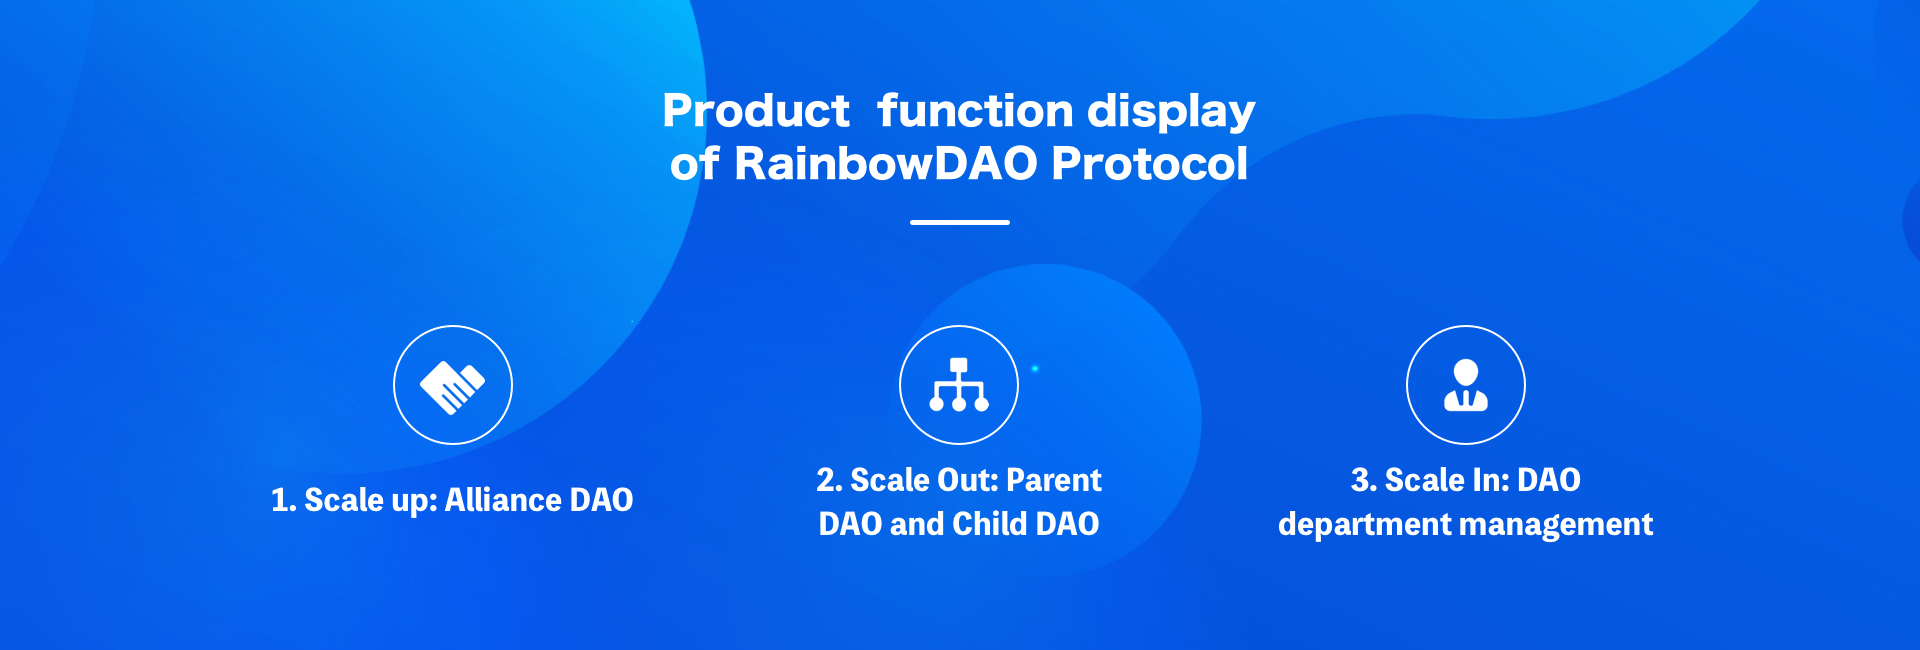 Product function display
of RainbowDAO Protocol
1. Scale up: Alliance DAO
2. Scale Out: Parent
DAO and Child DAO
3. Scale In: DAO
department management